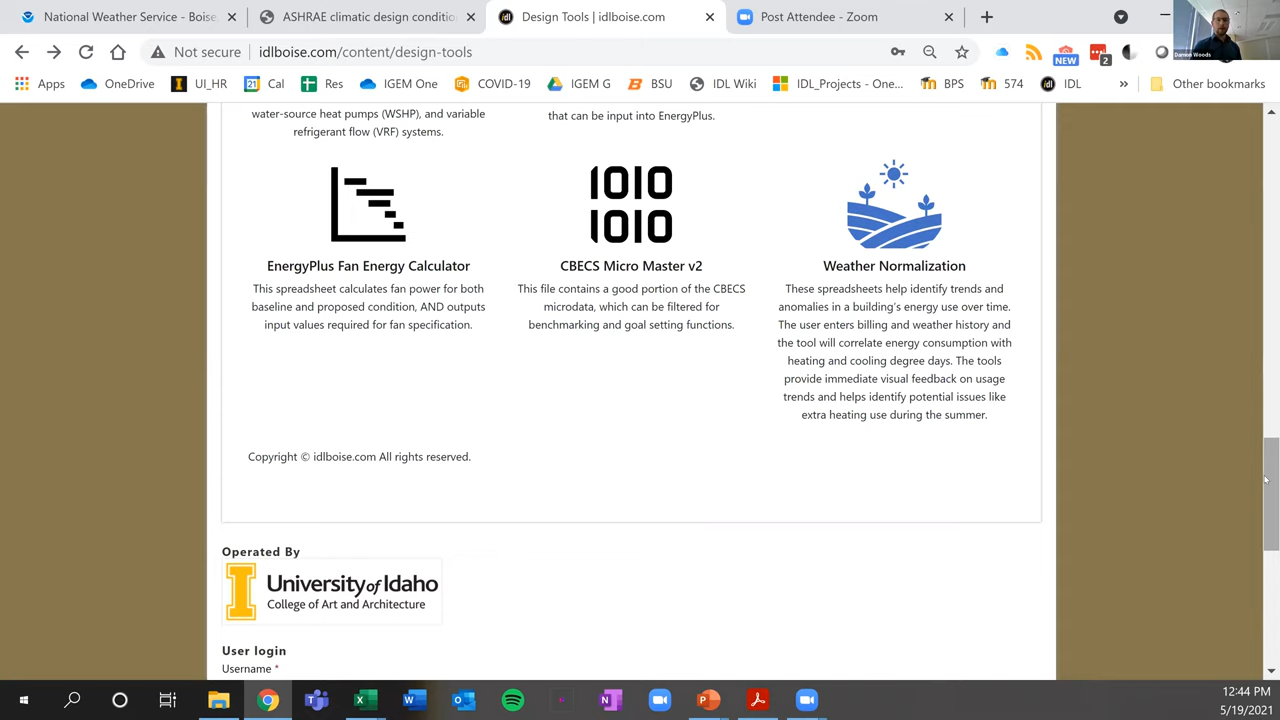 National Weather Service - Boise
ASHRAE climatic design conditio
Design Tools | idlboise.com
Post Attendee - Zoom
Damon Woods
Not secure
idlboise.com/content/design-tools
NEW
2
Apps
OneDrive
UI_HR
21
Cal
Rec
IGEM One
COVID-19
IGEM G
BSU
IDL Wiki
IDL_Projects - One...
BPS
574
idl
IDL
Other bookmarks
water-source heat pumps (WSHP), and variable
refrigerant flow (VRF) systems.
that can be input into EnergyPlus.
1010
1010
EnergyPlus Fan Energy Calculator
This spreadsheet calculates fan power for both
baseline and proposed condition, AND outputs
input values required for fan specification.
CBECS Micro Master v2
This file contains a good portion of the CBECS
microdata, which can be filtered for
benchmarking and goal setting functions.
Weather Normalization
These spreadsheets help identify trends and
anomalies in a building's energy use over time.
The user enters billing and weather history and
the tool will correlate energy consumption with
heating and cooling degree days. The tools
provide immediate visual feedback on usage
trends and helps identify potential issues like
extra heating use during the summer.
Copyright © idlboise.com All rights reserved.
Operated By
I
University of Idaho
College of Art and Architecture
User login
Username *
12:44 PM
5/19/2021